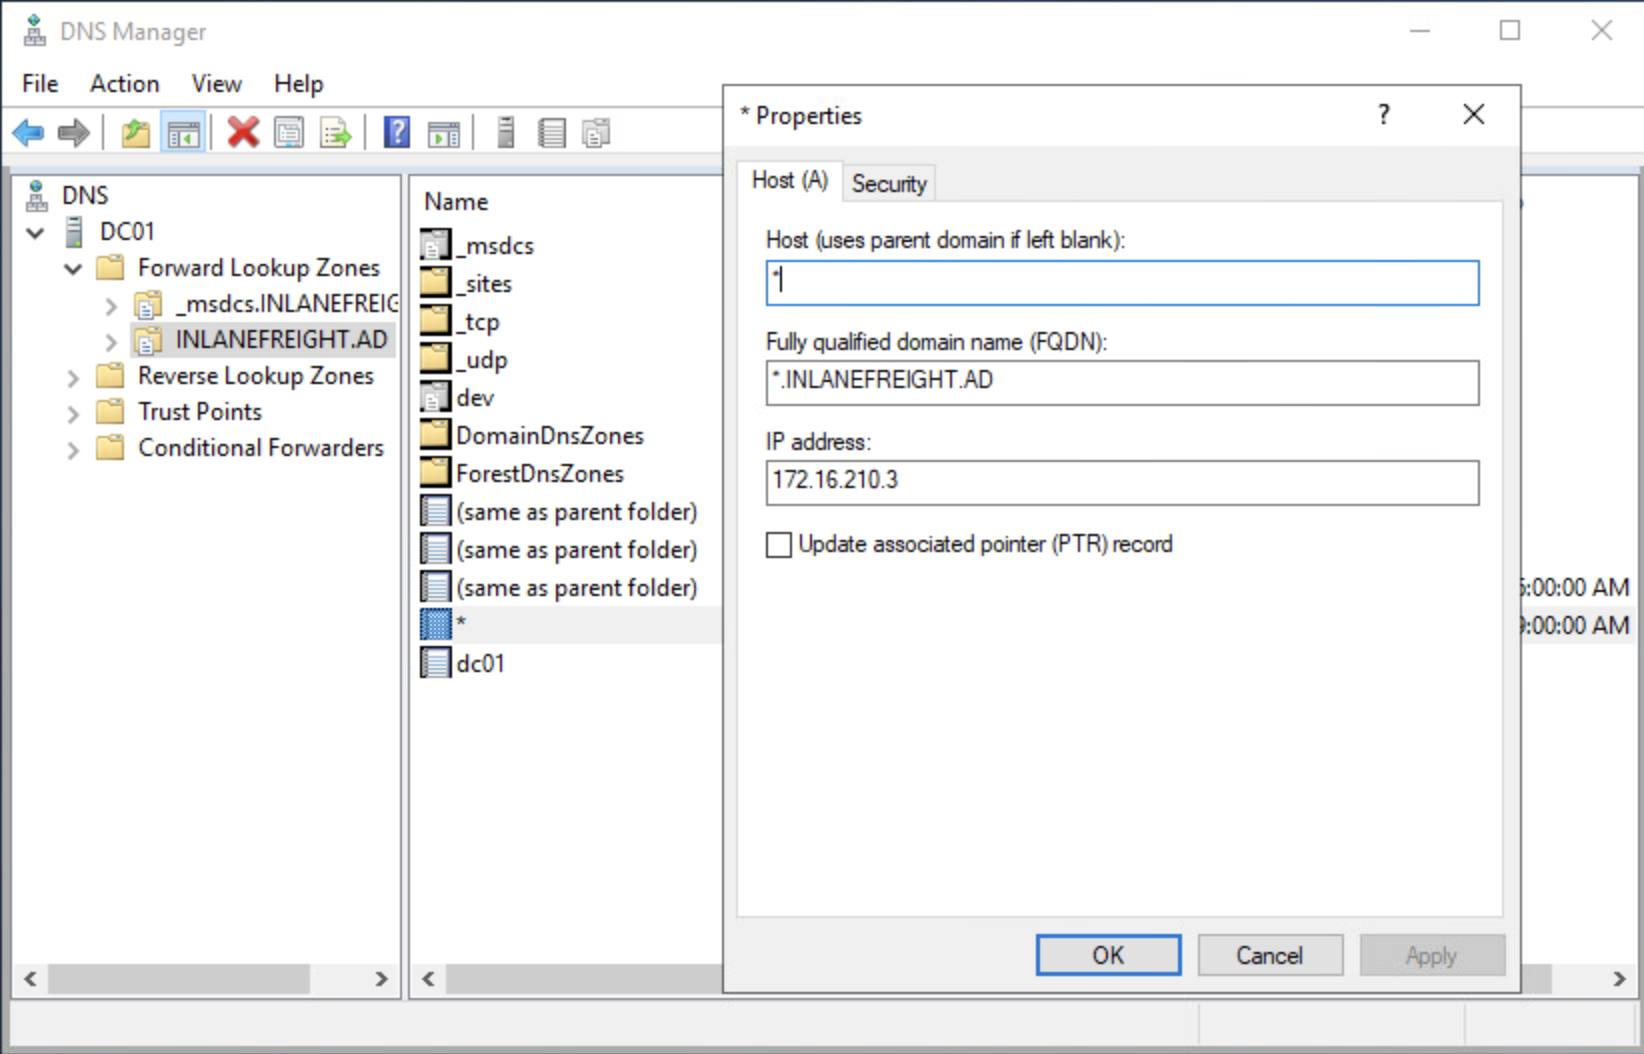 DNS Manager
File Action View Help
DNS
DC01
Forward Lookup Zones
_msdcs.INLANEFREIG
INLANEFREIGHT.AD
Reverse Lookup Zones
Trust Points
Conditional Forwarders
Name
_msdcs
_sites
_tcp
_udp
dev
DomainDnsZones
ForestDnsZones
(same as parent folder)
(same as parent folder)
(same as parent folder)
*
dc01
:00:00 AM
:00:00 AM
* Properties
?
Host (A) Security
Host (uses parent domain if left blank):
*
Fully qualified domain name (FQDN):
*.INLANEFREIGHT.AD
IP address:
172.16.210.3
Update associated pointer (PTR) record
OK Cancel Apply